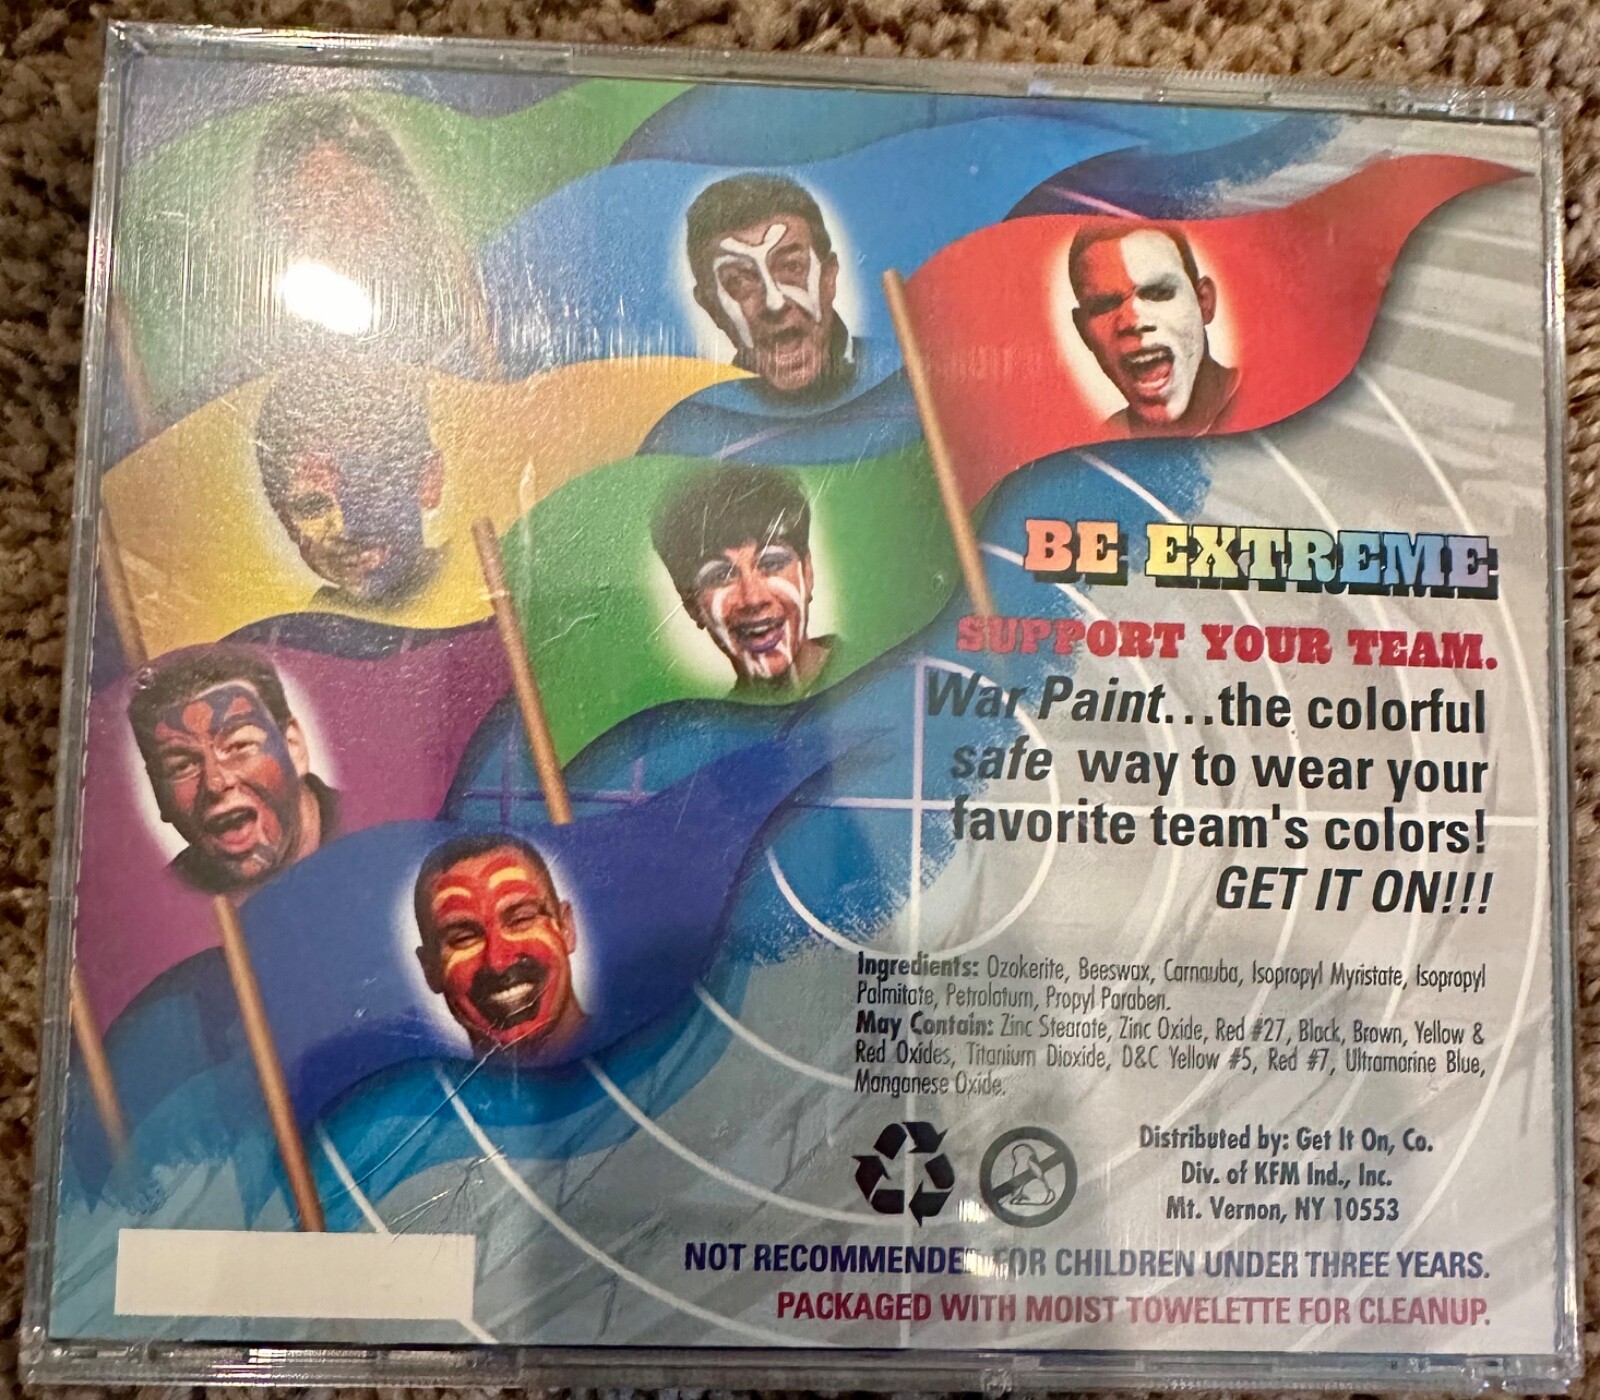 BE EXTREME
SUPPORT YOUR TEAM.
War Paint...the colorful
safe way to wear your
favorite team's colors!
GET IT ON!!!
Ingredients: Ozokerite, Beeswax, Carnauba, Isopropyl Myristate, Isopropyl
Palmitate, Petrolatum, Propyl Paraben.
May Contain: Zinc Stearate, Zinc Oxide, Red #27, Black, Brown, Yellow &
Red Oxides, Titanium Dioxide, D&C Yellow #5, Red #7, Ultramarine Blue,
Manganese Oxide.
Distributed by: Get It On, Co.
Div. of KFM Ind., Inc.
Mt. Vernon, NY 10553
NOT RECOMMENDED FOR CHILDREN UNDER THREE YEARS.
PACKAGED WITH MOIST TOWELETTE FOR CLEANUP.